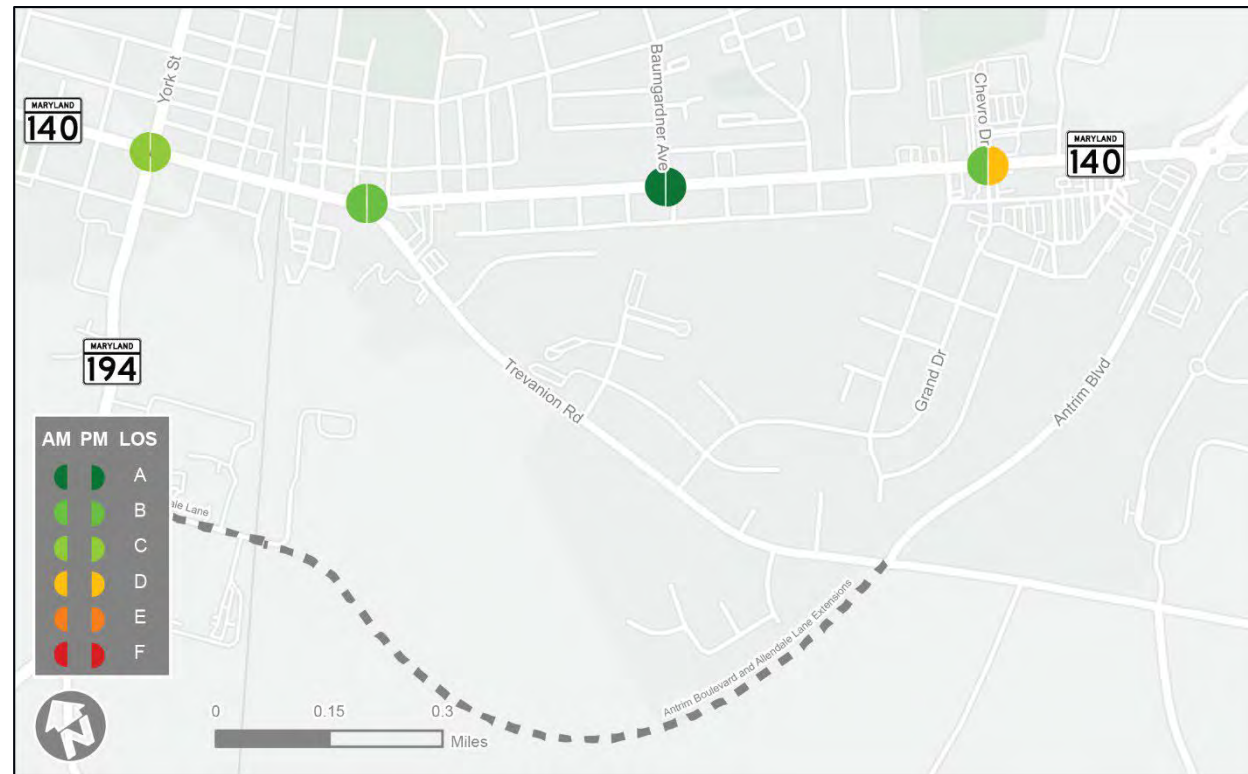 York St
MARYLAND
140
Baumgardner Ave
Chevro Dr
MARYLAND
140
MARYLAND
194
Trevanion Rd
Grand Dr
Antrim Blvd
AM PM LOS
A
B
C
D
E
F
ale Lane
Antrim Boulevard and Allendale Lane Extensions
0 0.15 0.3
Miles
N